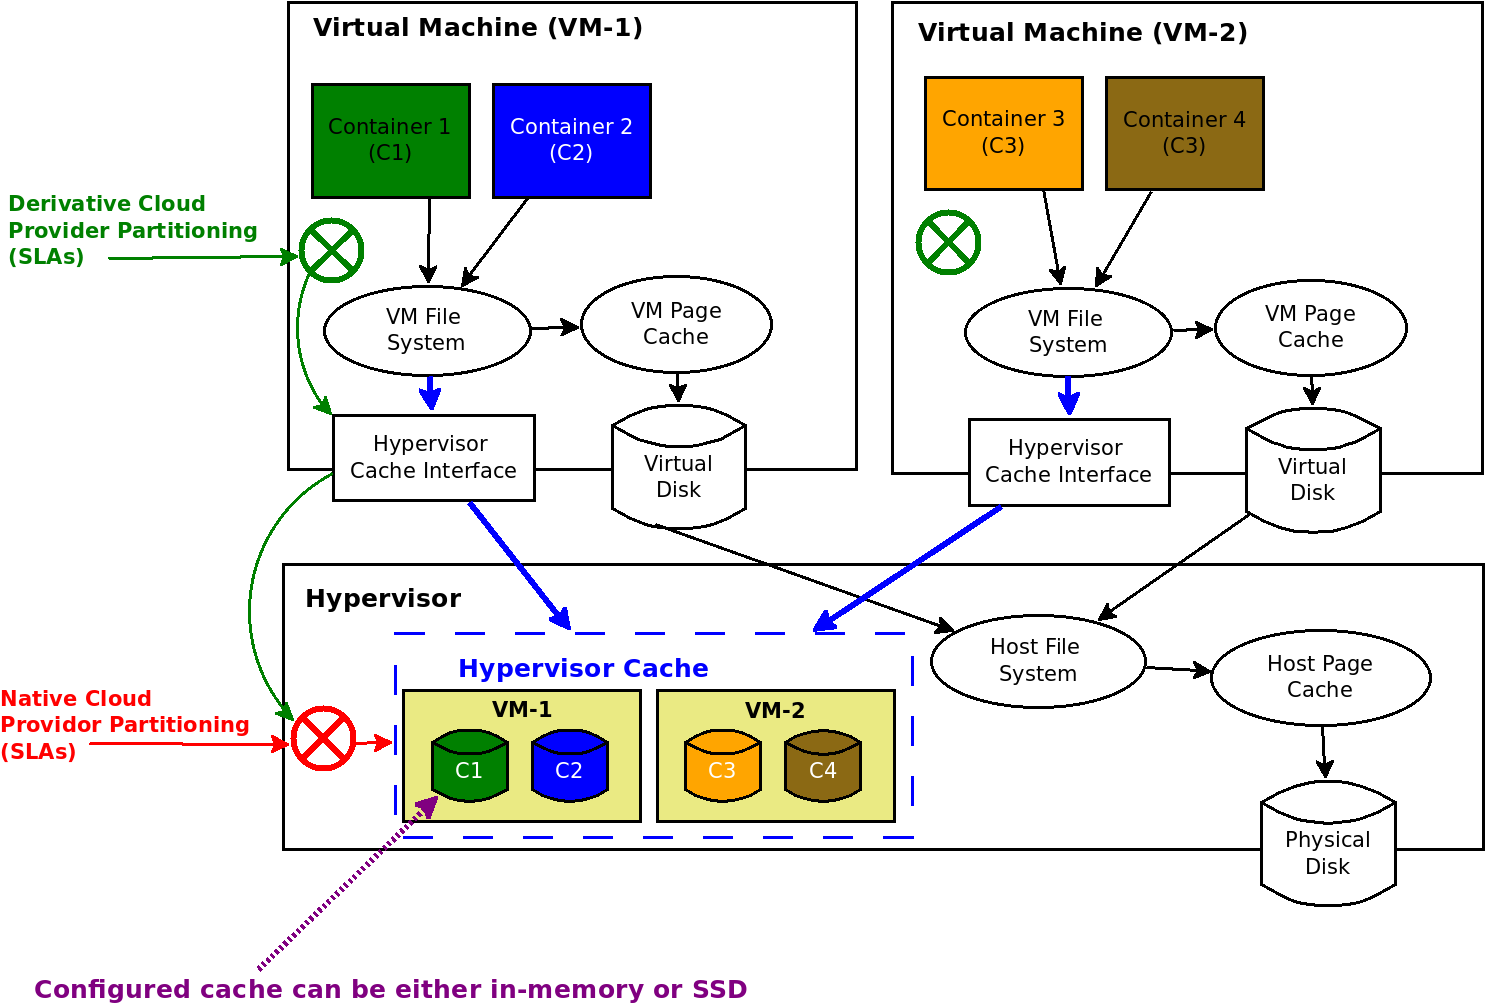 Virtual Machine (VM-1)
Virtual Machine (VM-2)
Container 1
(C1)
Container 2
(C2)
Container 3
(C3)
Container 4
(C3)
Derivative Cloud
Provider Partitioning
(SLAs)
VM File
System
VM Page
Cache
VM File
System
VM Page
Cache
Hypervisor
Cache Interface
Virtual
Disk
Hypervisor
Cache Interface
Virtual
Disk
Hypervisor
Hypervisor Cache
Host File
System
Host Page
Cache
Native Cloud
Providor Partitioning
(SLAs)
VM-1
C1
C2
VM-2
C3
C4
Physical
Disk
Configured cache can be either in-memory or SSD